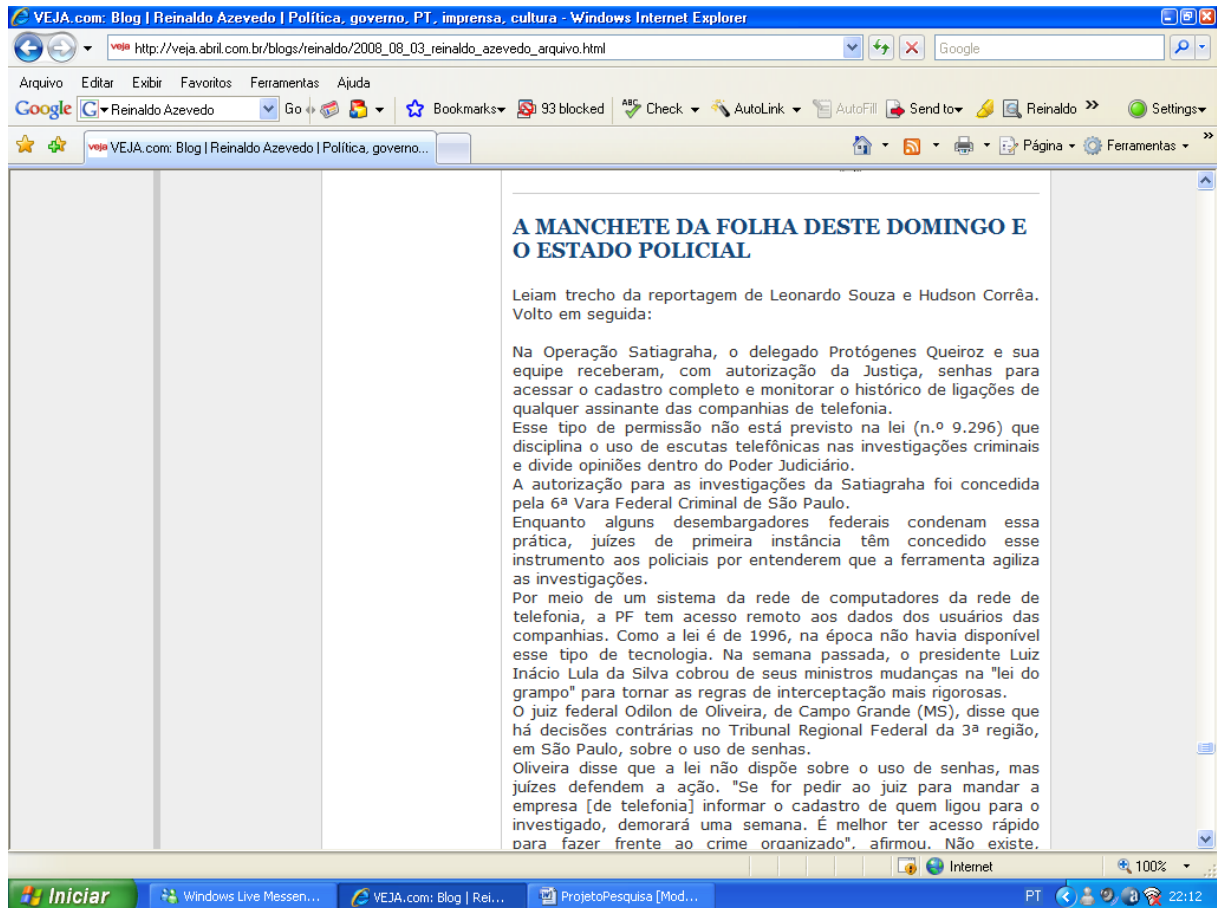 VEJA.com: Blog | Reinaldo Azevedo | Política, governo, PT, imprensa, cultura - Windows Internet Explorer
veja http://veja.abril.com.br/blogs/reinaldo/2008_08_03_reinaldo_azevedo_arquivo.html Google
Arquivo Editar Exibir Favoritos Ferramentas Ajuda
Google G Reinaldo Azevedo Go Bookmarks 93 blocked ABC Check AutoLink AutoFill Send to Reinaldo » Settings
veja VEJA.com: Blog | Reinaldo Azevedo | Política, governo... Página Ferramentas »
A MANCHETE DA FOLHA DESTE DOMINGO E
O ESTADO POLICIAL
Leiam trecho da reportagem de Leonardo Souza e Hudson Corrêa.
Volto em seguida:
Na Operação Satiagraha, o delegado Protógenes Queiroz e sua
equipe receberam, com autorização da Justiça, senhas para
acessar o cadastro completo e monitorar o histórico de ligações de
qualquer assinante das companhias de telefonia.
Esse tipo de permissão não está previsto na lei (n.º 9.296) que
disciplina o uso de escutas telefônicas nas investigações criminais
e divide opiniões dentro do Poder Judiciário.
A autorização para as investigações da Satiagraha foi concedida
pela 6ª Vara Federal Criminal de São Paulo.
Enquanto alguns desembargadores federais condenam essa
prática, juízes de primeira instância têm concedido esse
instrumento aos policiais por entenderem que a ferramenta agiliza
as investigações.
Por meio de um sistema da rede de computadores da rede de
telefonia, a PF tem acesso remoto aos dados dos usuários das
companhias. Como a lei é de 1996, na época não havia disponível
esse tipo de tecnologia. Na semana passada, o presidente Luiz
Inácio Lula da Silva cobrou de seus ministros mudanças na "lei do
grampo" para tornar as regras de interceptação mais rigorosas.
O juiz federal Odilon de Oliveira, de Campo Grande (MS), disse que
há decisões contrárias no Tribunal Regional Federal da 3ª região,
em São Paulo, sobre o uso de senhas.
Oliveira disse que a lei não dispõe sobre o uso de senhas, mas
juízes defendem a ação. "Se for pedir ao juiz para mandar a
empresa [de telefonia] informar o cadastro de quem ligou para o
investigado, demorará uma semana. É melhor ter acesso rápido
para fazer frente ao crime organizado", afirmou. Não existe,
Internet 100%
Iniciar Windows Live Messen... VEJA.com: Blog | Rei... ProjetoPesquisa [Mod... PT 22:12